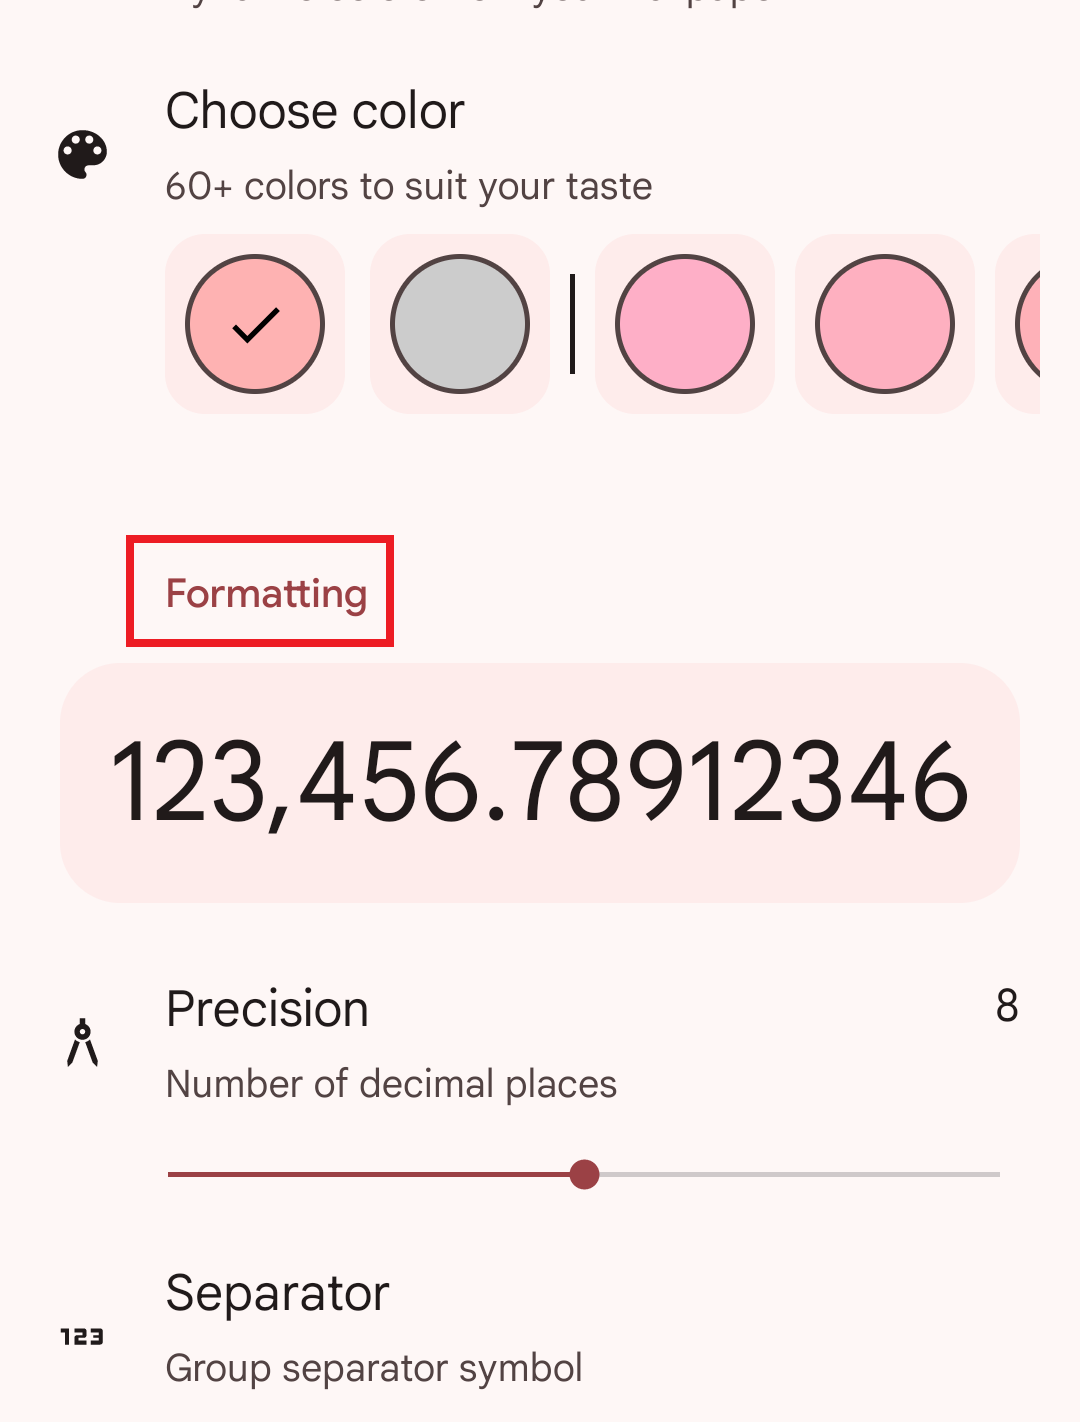 Choose color
60+ colors to suit your taste
Formatting
123,456.78912346
Precision
8
Number of decimal places
Separator
123
Group separator symbol